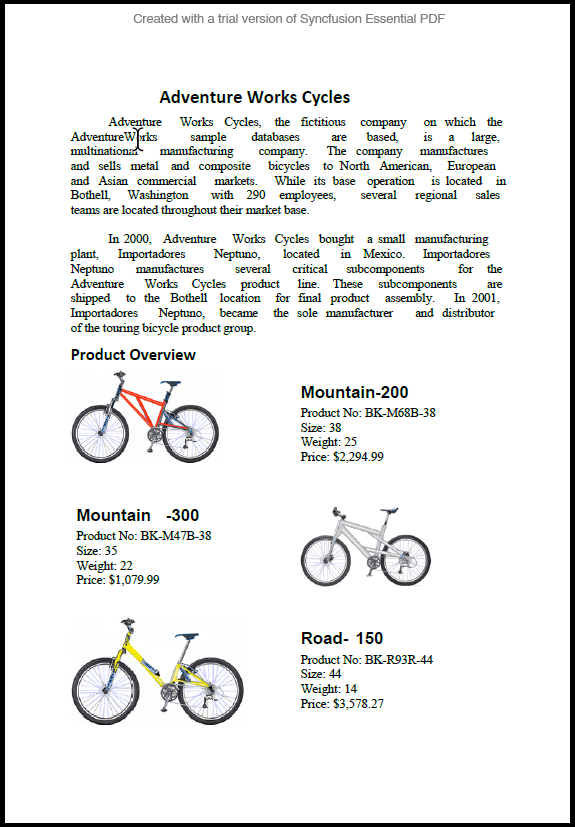 Created with a trial version of Syncfusion Essential PDF
Adventure Works Cycles
Adventure Works Cycles, the fictitious company on which the
AdventureWorks sample databases are based, is a large,
multinational manufacturing company. The company manufactures
and sells metal and composite bicycles to North American, European
and Asian commercial markets. While its base operation is located in
Bothell, Washington with 290 employees, several regional sales
teams are located throughout their market base.
In 2000, Adventure Works Cycles bought a small manufacturing
plant, Importadores Neptuno, located in Mexico. Importadores
Neptuno manufactures several critical subcomponents for the
Adventure Works Cycles product line. These subcomponents are
shipped to the Bothell location for final product assembly. In 2001,
Importadores Neptuno, became the sole manufacturer and distributor
of the touring bicycle product group.
Product Overview
Mountain-200
Product No: BK-M68B-38
Size: 38
Weight: 25
Price: $2,294.99
Mountain -300
Product No: BK-M47B-38
Size: 35
Weight: 22
Price: $1,079.99
Road- 150
Product No: BK-R93R-44
Size: 44
Weight: 14
Price: $3,578.27